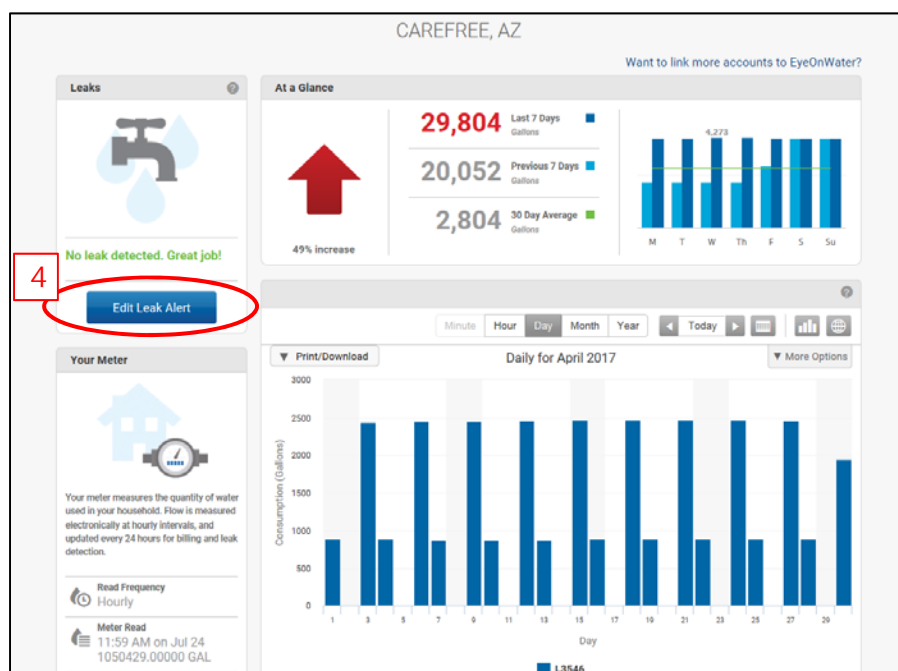 CAREFREE, AZ
Want to link more accounts to EyeOnWater?
Leaks
?
No leak detected. Great job!
4
Edit Leak Alert
At a Glance
49% increase
29,804 Last 7 Days
Gallons
20,052 Previous 7 Days
Gallons
2,804 30 Day Average
Gallons
4,273
M T W Th F S Su
Your Meter
Your meter measures the quantity of water
used in your household. Flow is measured
electronically at hourly intervals, and
updated every 24 hours for billing and leak
detection.
Read Frequency
Hourly
Meter Read
11:59 AM on Jul 24
1050429.00000 GAL
?
Minute Hour Day Month Year Today
Print/Download
Daily for April 2017
More Options
Consumption (Gallons)
3000
2500
2000
1500
1000
500
0
1 3 5 7 9 11 13 15 17 19 21 23 25 27 29
Day
L3546